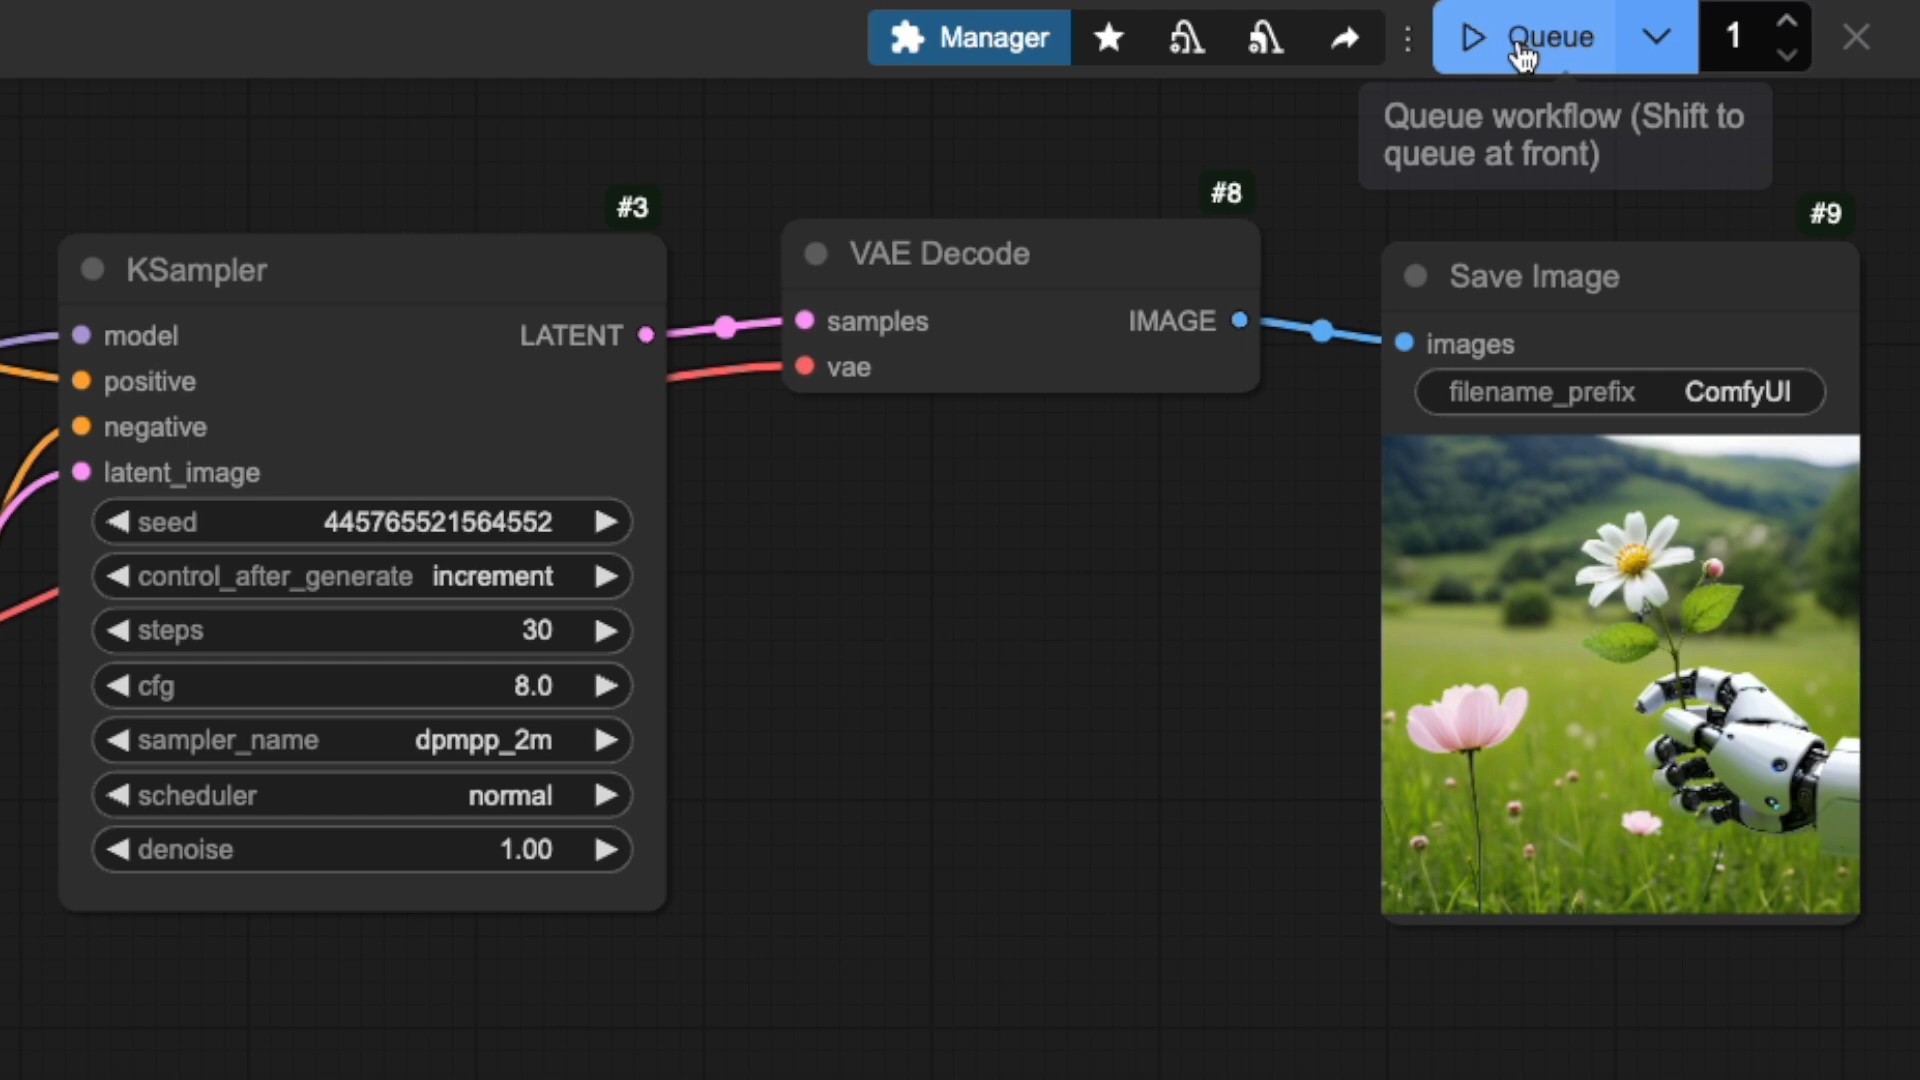 Manager
Queue
1
Queue workflow (Shift to
queue at front)
#3
KSampler
model
LATENT
positive
negative
latent_image
seed 445765521564552
control_after_generate increment
steps 30
cfg 8.0
sampler_name dpmpp_2m
scheduler normal
denoise 1.00
#8
VAE Decode
samples
IMAGE
vae
#9
Save Image
images
filename_prefix ComfyUI